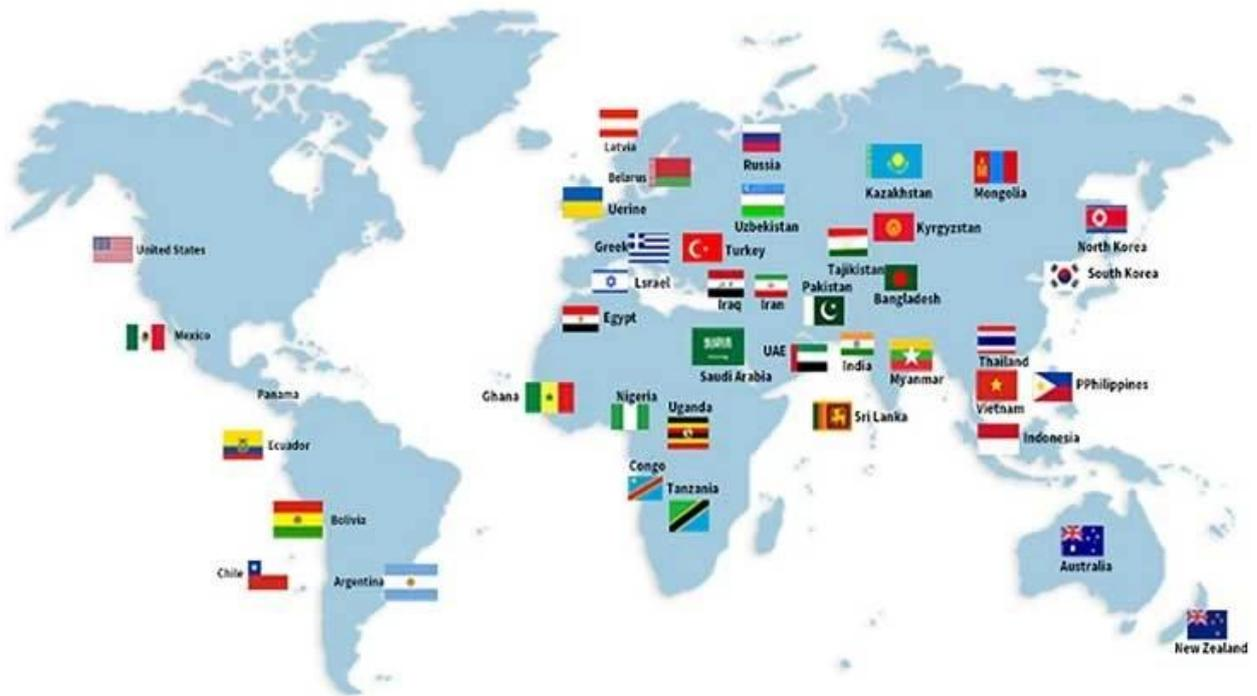 Latvia
Russia
Belarus
Kazakhstan
Mongolia
Uerine
Uzbekistan
Kyrgyzstan
North Korea
United States
Greek
Turkey
Tajikistan
South Korea
Lsrael
Iraq
Iran
Pakistan
Bangladesh
Egypt
Mexico
Saudi Arabia
UAE
India
Myanmar
Thailand
PPhilippines
Panama
Ghana
Nigeria
Uganda
Sri Lanka
Vietnam
Indonesia
Ecuador
Congo
Tanzania
Bolivia
Australia
Chile
Argentina
New Zealand